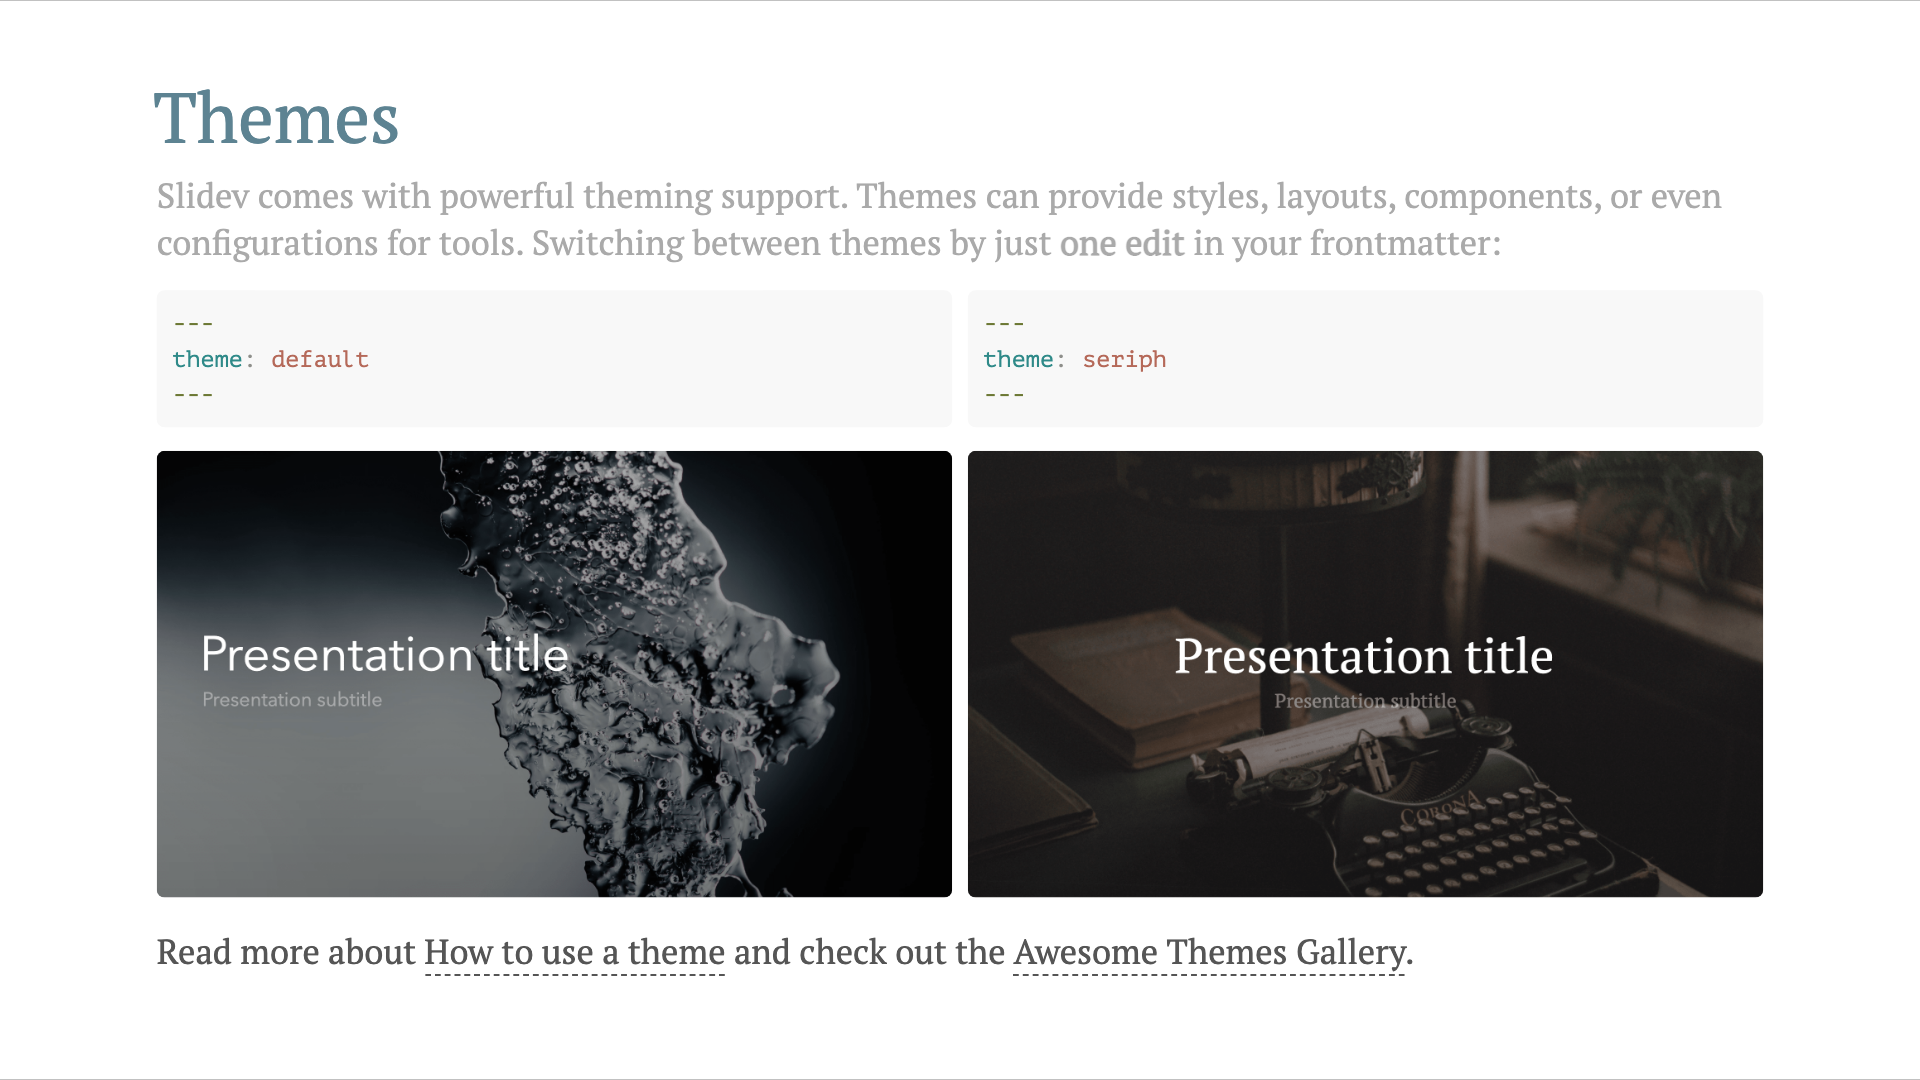 Themes
Slidev comes with powerful theming support. Themes can provide styles, layouts, components, or even
configurations for tools. Switching between themes by just one edit in your frontmatter:
---
theme: default
---
---
theme: seriph
---
Presentation title
Presentation subtitle
Presentation title
Presentation subtitle
CORONA
Read more about How to use a theme and check out the Awesome Themes Gallery.